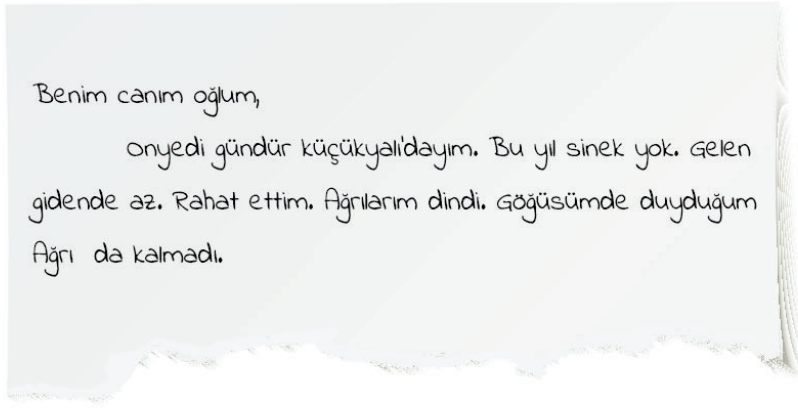 Benim canım oğlum,
Onyedi gündür küçükyalı'dayım. Bu yıl sinek yok. Gelen
gidende az. Rahat ettim. Ağrılarım dindi. Göğüsümde duyduğum
Ağrı da kalmadı.